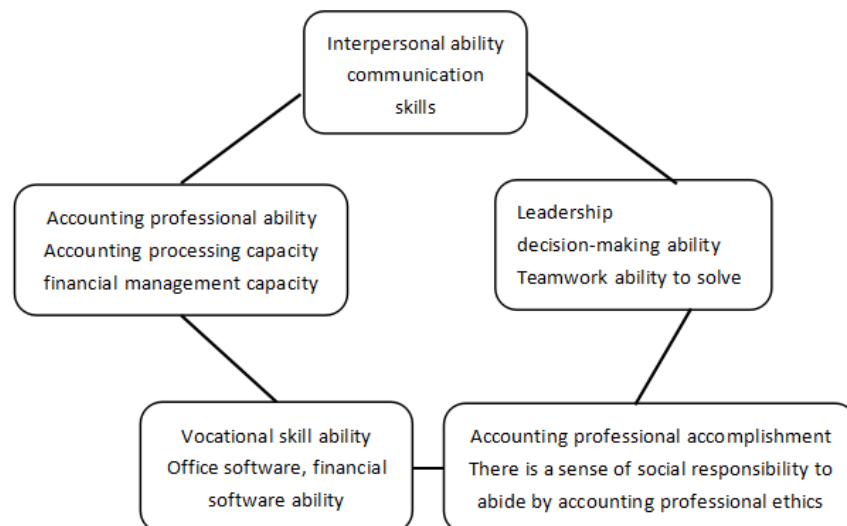 Interpersonal ability
communication
skills
Accounting professional ability
Accounting processing capacity
financial management capacity
Leadership
decision-making ability
Teamwork ability to solve
Vocational skill ability
Office software, financial
software ability
Accounting professional accomplishment
There is a sense of social responsibility to
abide by accounting professional ethics